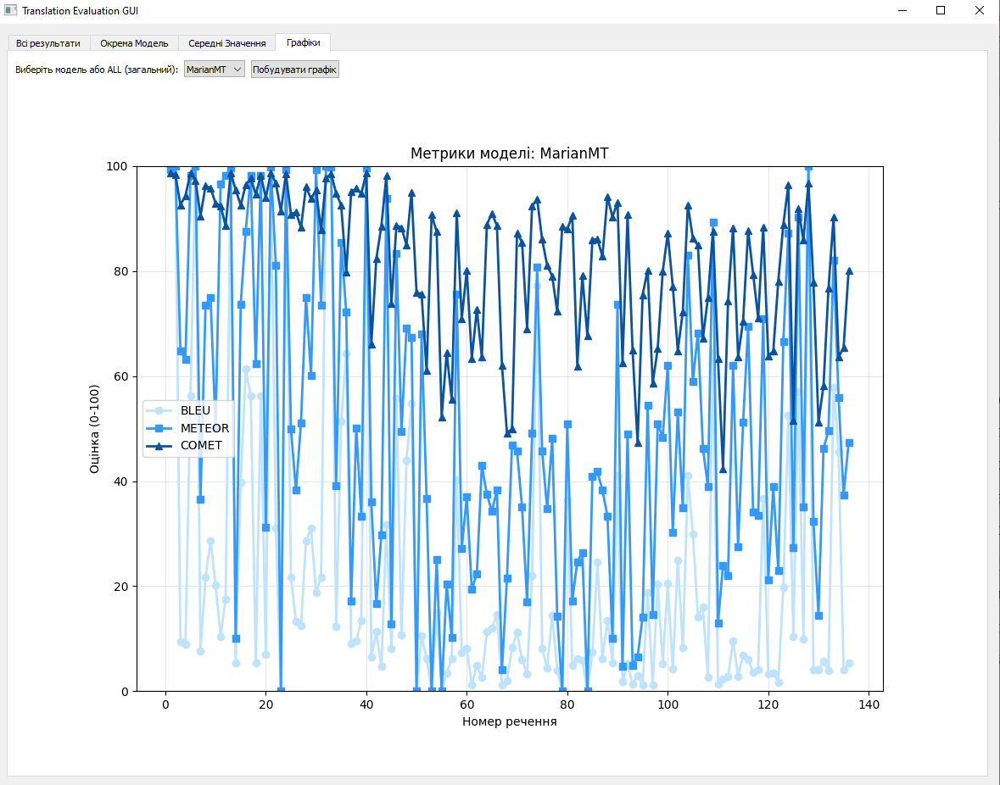 Translation Evaluation GUI
Всі результати Окрема Модель Середні Значення Графіки
Виберіть модель або ALL (загальний): MarianMT Побудувати графік
Метрики моделі: MarianMT
100
80
60
40
20
0
Оцінка (0-100)
BLEU
METEOR
COMET
0 20 40 60 80 100 120 140
Номер речення